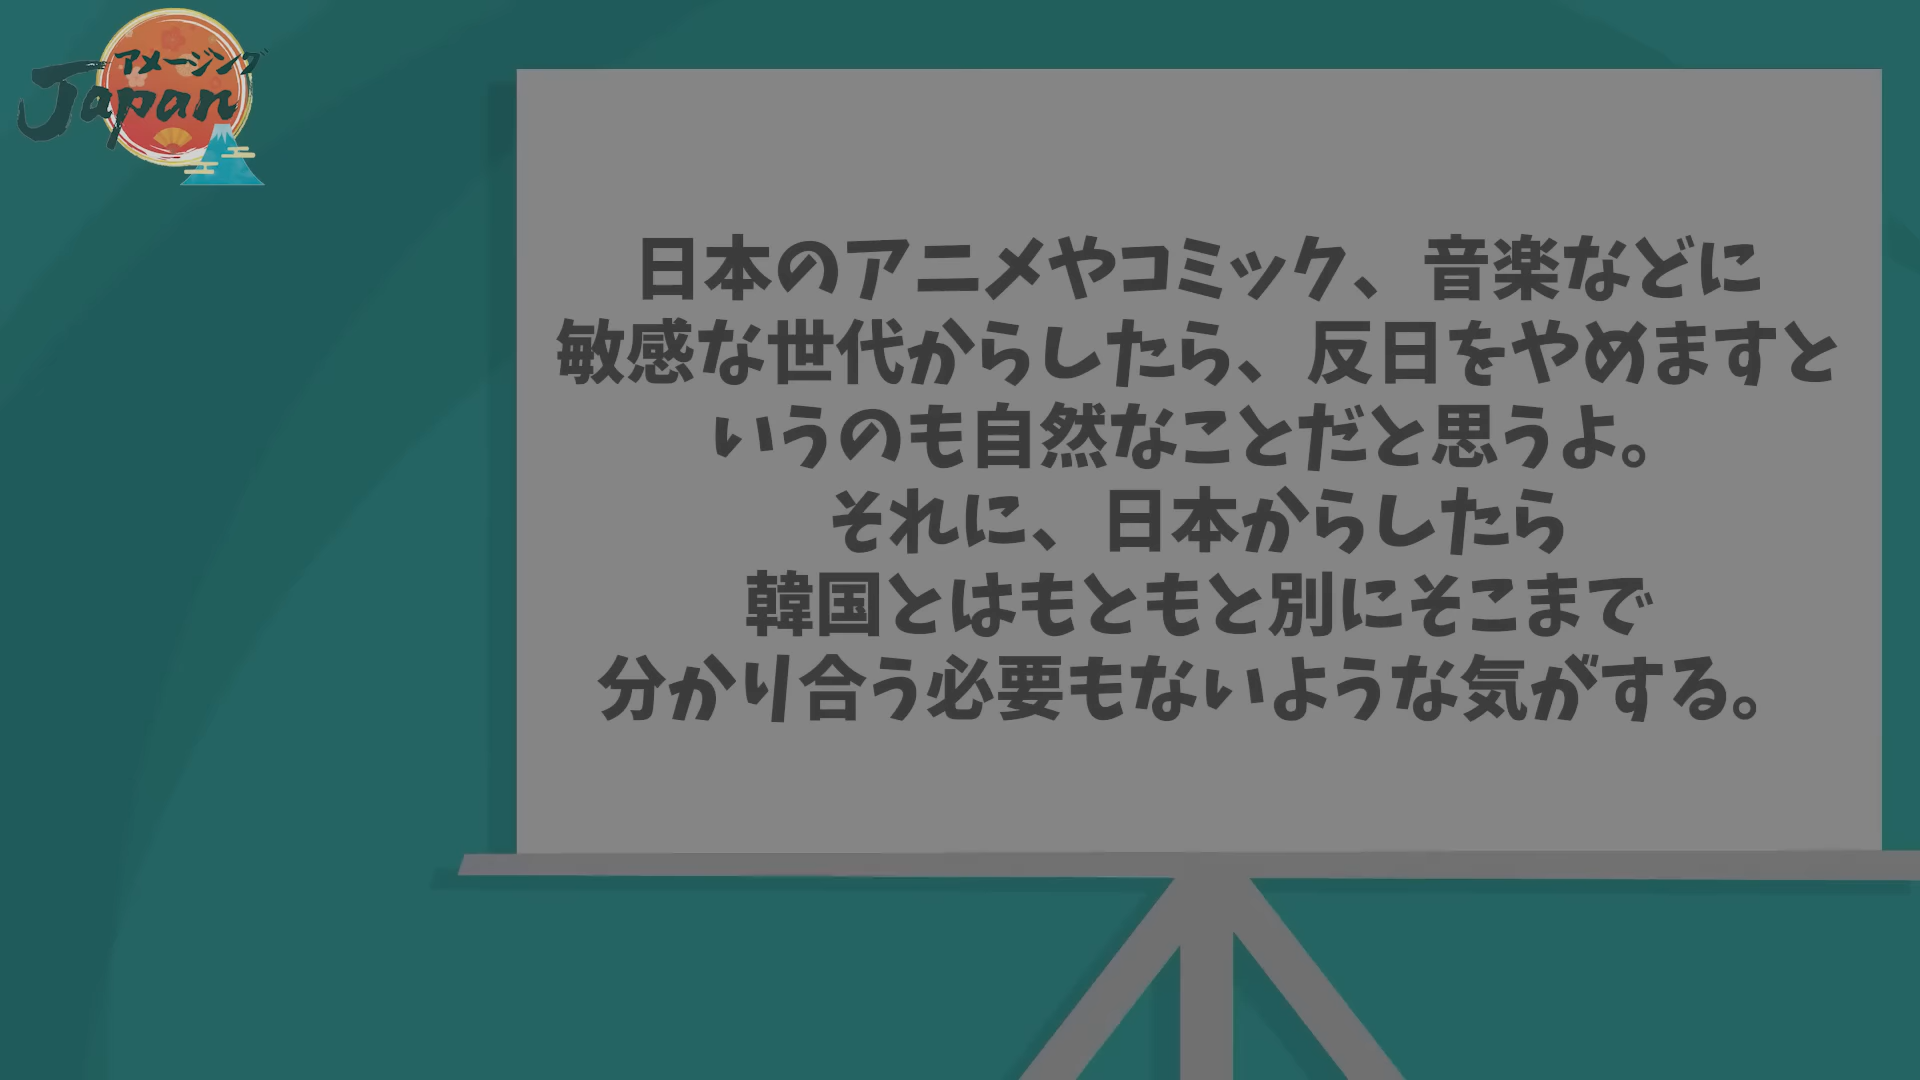 アメージング
Japan
日本のアニメやコミック、音楽などに
敏感な世代からしたら、反日をやめますと
いうのも自然なことだと思うよ。
それに、日本からしたら
韓国とはもともと別にそこまで
分かり合う必要もないような気がする。